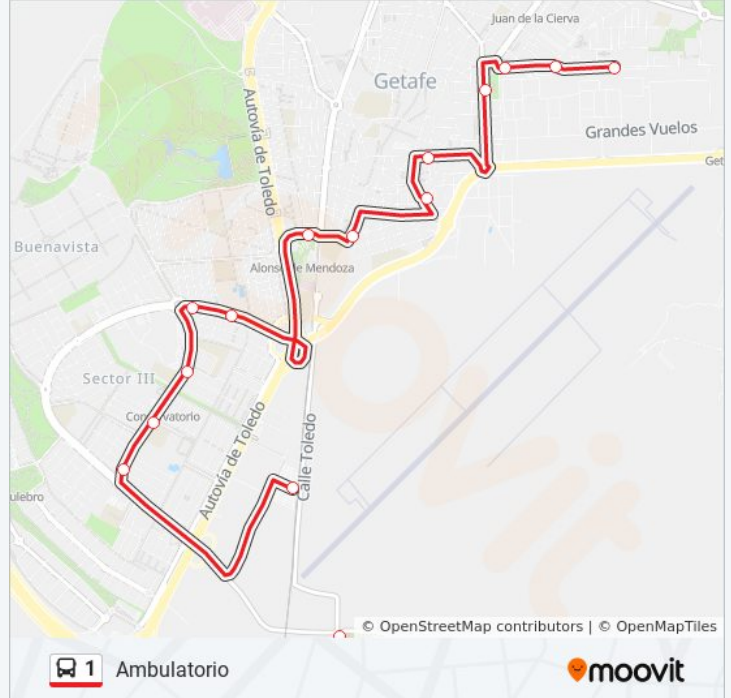 Juan de la Cierva
Getafe
Autovía de Toledo
Grandes Vuelos
Get
Buenavista
Alonso de Mendoza
Sector III
Conservatorio
Autovía de Toledo
Calle Toledo
ulebro
© OpenStreetMap contributors | © OpenMapTiles
1 Ambulatorio
moovit